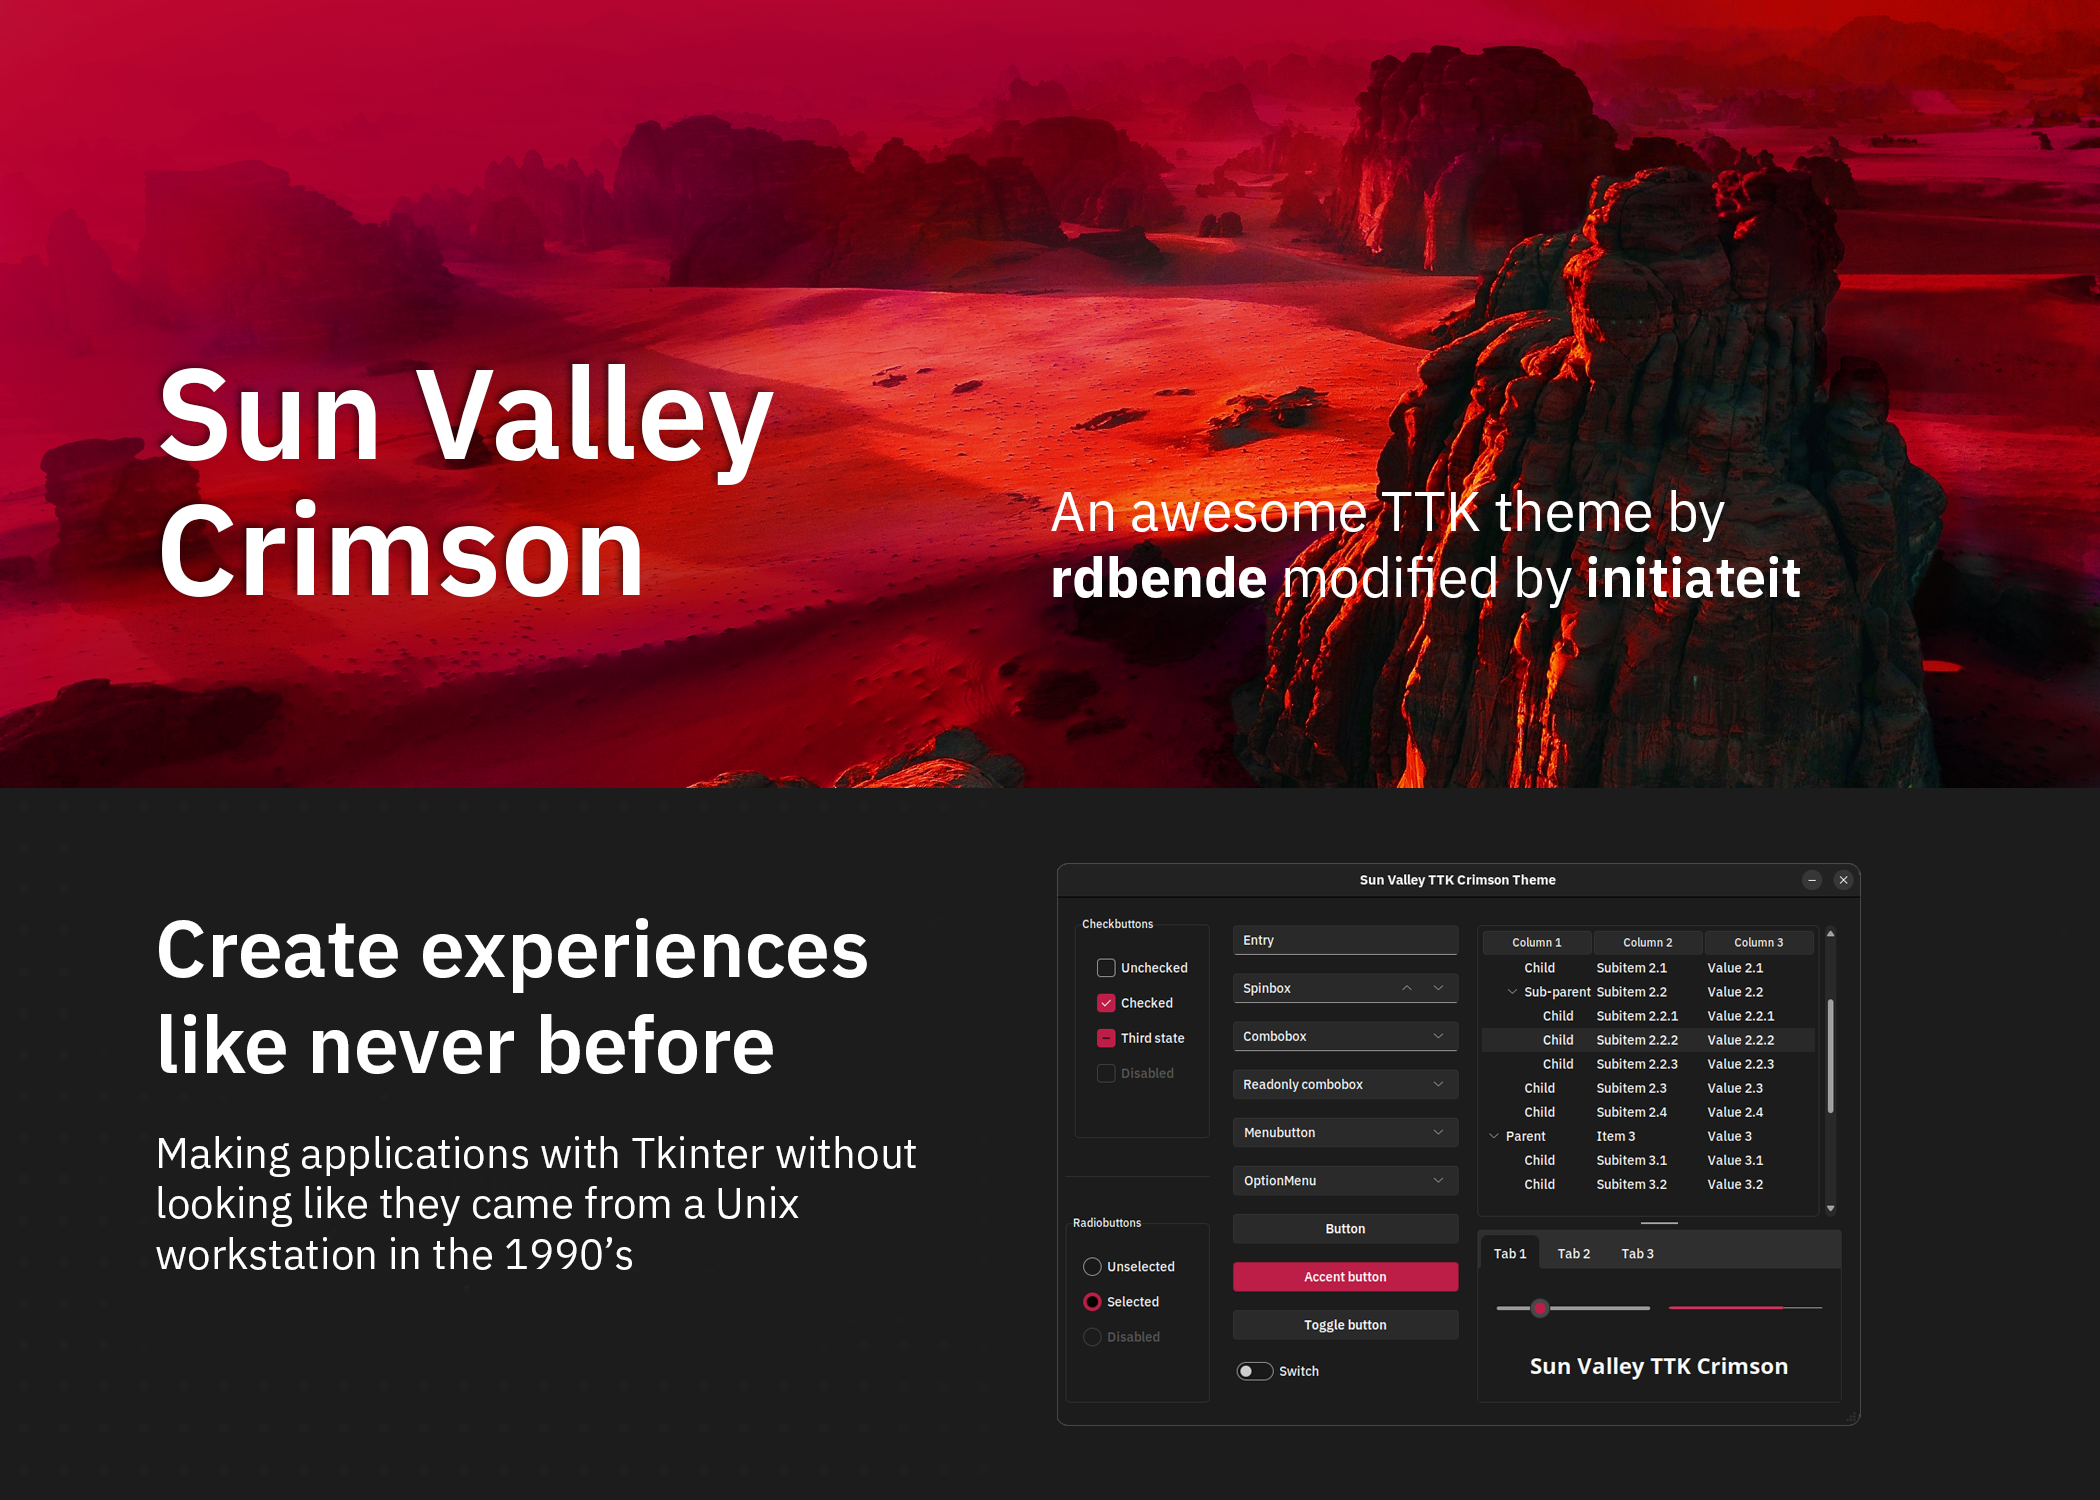 Sun Valley
Crimson
An awesome TTK theme by
rdbende modified by initiateit
Create experiences
like never before
Making applications with Tkinter without
looking like they came from a Unix
workstation in the 1990’s
Sun Valley TTK Crimson Theme
Checkbuttons
Unchecked
Checked
Third state
Disabled
Radiobuttons
Unselected
Selected
Disabled
Entry
Spinbox
Combobox
Readonly combobox
Menubutton
OptionMenu
Button
Accent button
Toggle button
Switch
Column 1 Column 2 Column 3
Child Subitem 2.1 Value 2.1
Sub-parent Subitem 2.2 Value 2.2
Child Subitem 2.2.1 Value 2.2.1
Child Subitem 2.2.2 Value 2.2.2
Child Subitem 2.2.3 Value 2.2.3
Child Subitem 2.3 Value 2.3
Child Subitem 2.4 Value 2.4
Parent Item 3 Value 3
Child Subitem 3.1 Value 3.1
Child Subitem 3.2 Value 3.2
Tab 1 Tab 2 Tab 3
Sun Valley TTK Crimson